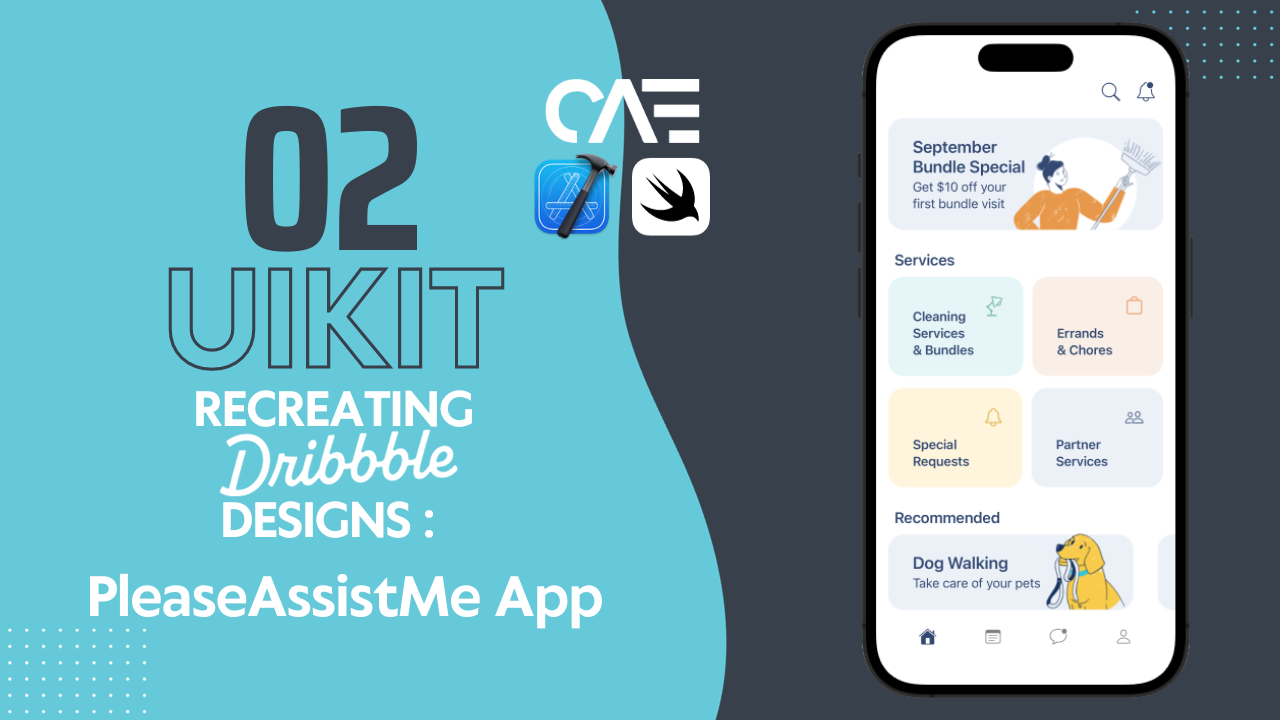 02
UIKIT
RECREATING
Dribbble
DESIGNS :
PleaseAssistMe App
CAE
September
Bundle Special
Get $10 off your
first bundle visit
Services
Cleaning
Services
& Bundles
Errands
& Chores
Special
Requests
Partner
Services
Recommended
Dog Walking
Take care of your pets